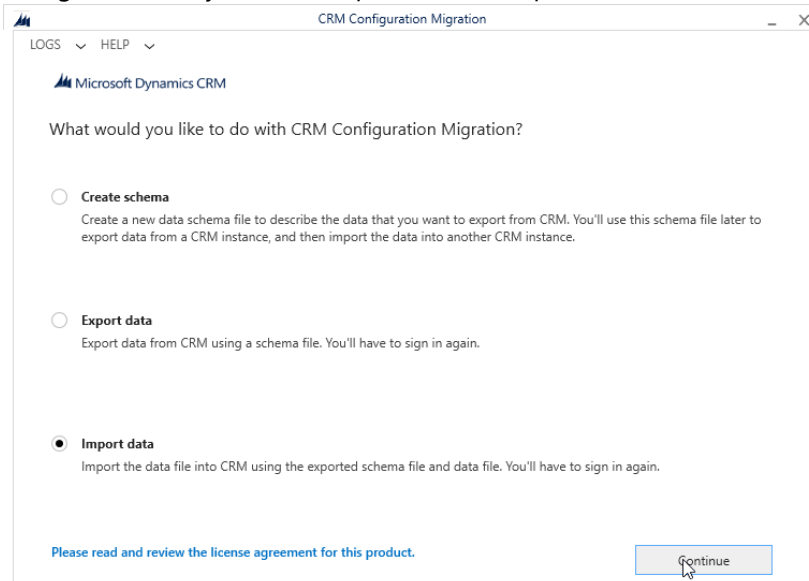 CRM Configuration Migration
LOGS HELP
Microsoft Dynamics CRM
What would you like to do with CRM Configuration Migration?
Create schema
Create a new data schema file to describe the data that you want to export from CRM. You'll use this schema file later to
export data from a CRM instance, and then import the data into another CRM instance.
Export data
Export data from CRM using a schema file. You'll have to sign in again.
Import data
Import the data file into CRM using the exported schema file and data file. You'll have to sign in again.
Please read and review the license agreement for this product.
Continue